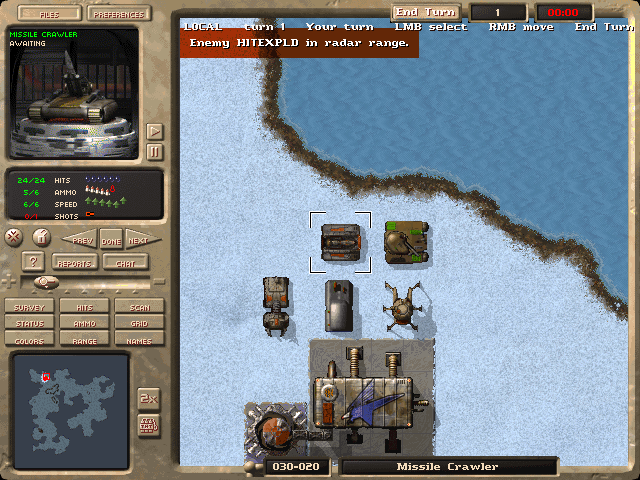 FILES
PREFERENCES
End Turn
1
00:00
LOCAL turn 1 Your turn LMB select RMB move End Turn
Enemy HITEXPLD in radar range.
MISSILE CRAWLER
AWAITING
24/24 HITS
5/6 AMMO
6/6 SPEED
0/1 SHOTS
PREV
DONE
NEXT
?
REPORTS
CHAT
SURVEY
HITS
SCAN
STATUS
AMMO
GRID
COLORS
RANGE
NAMES
2x
030-020
Missile Crawler